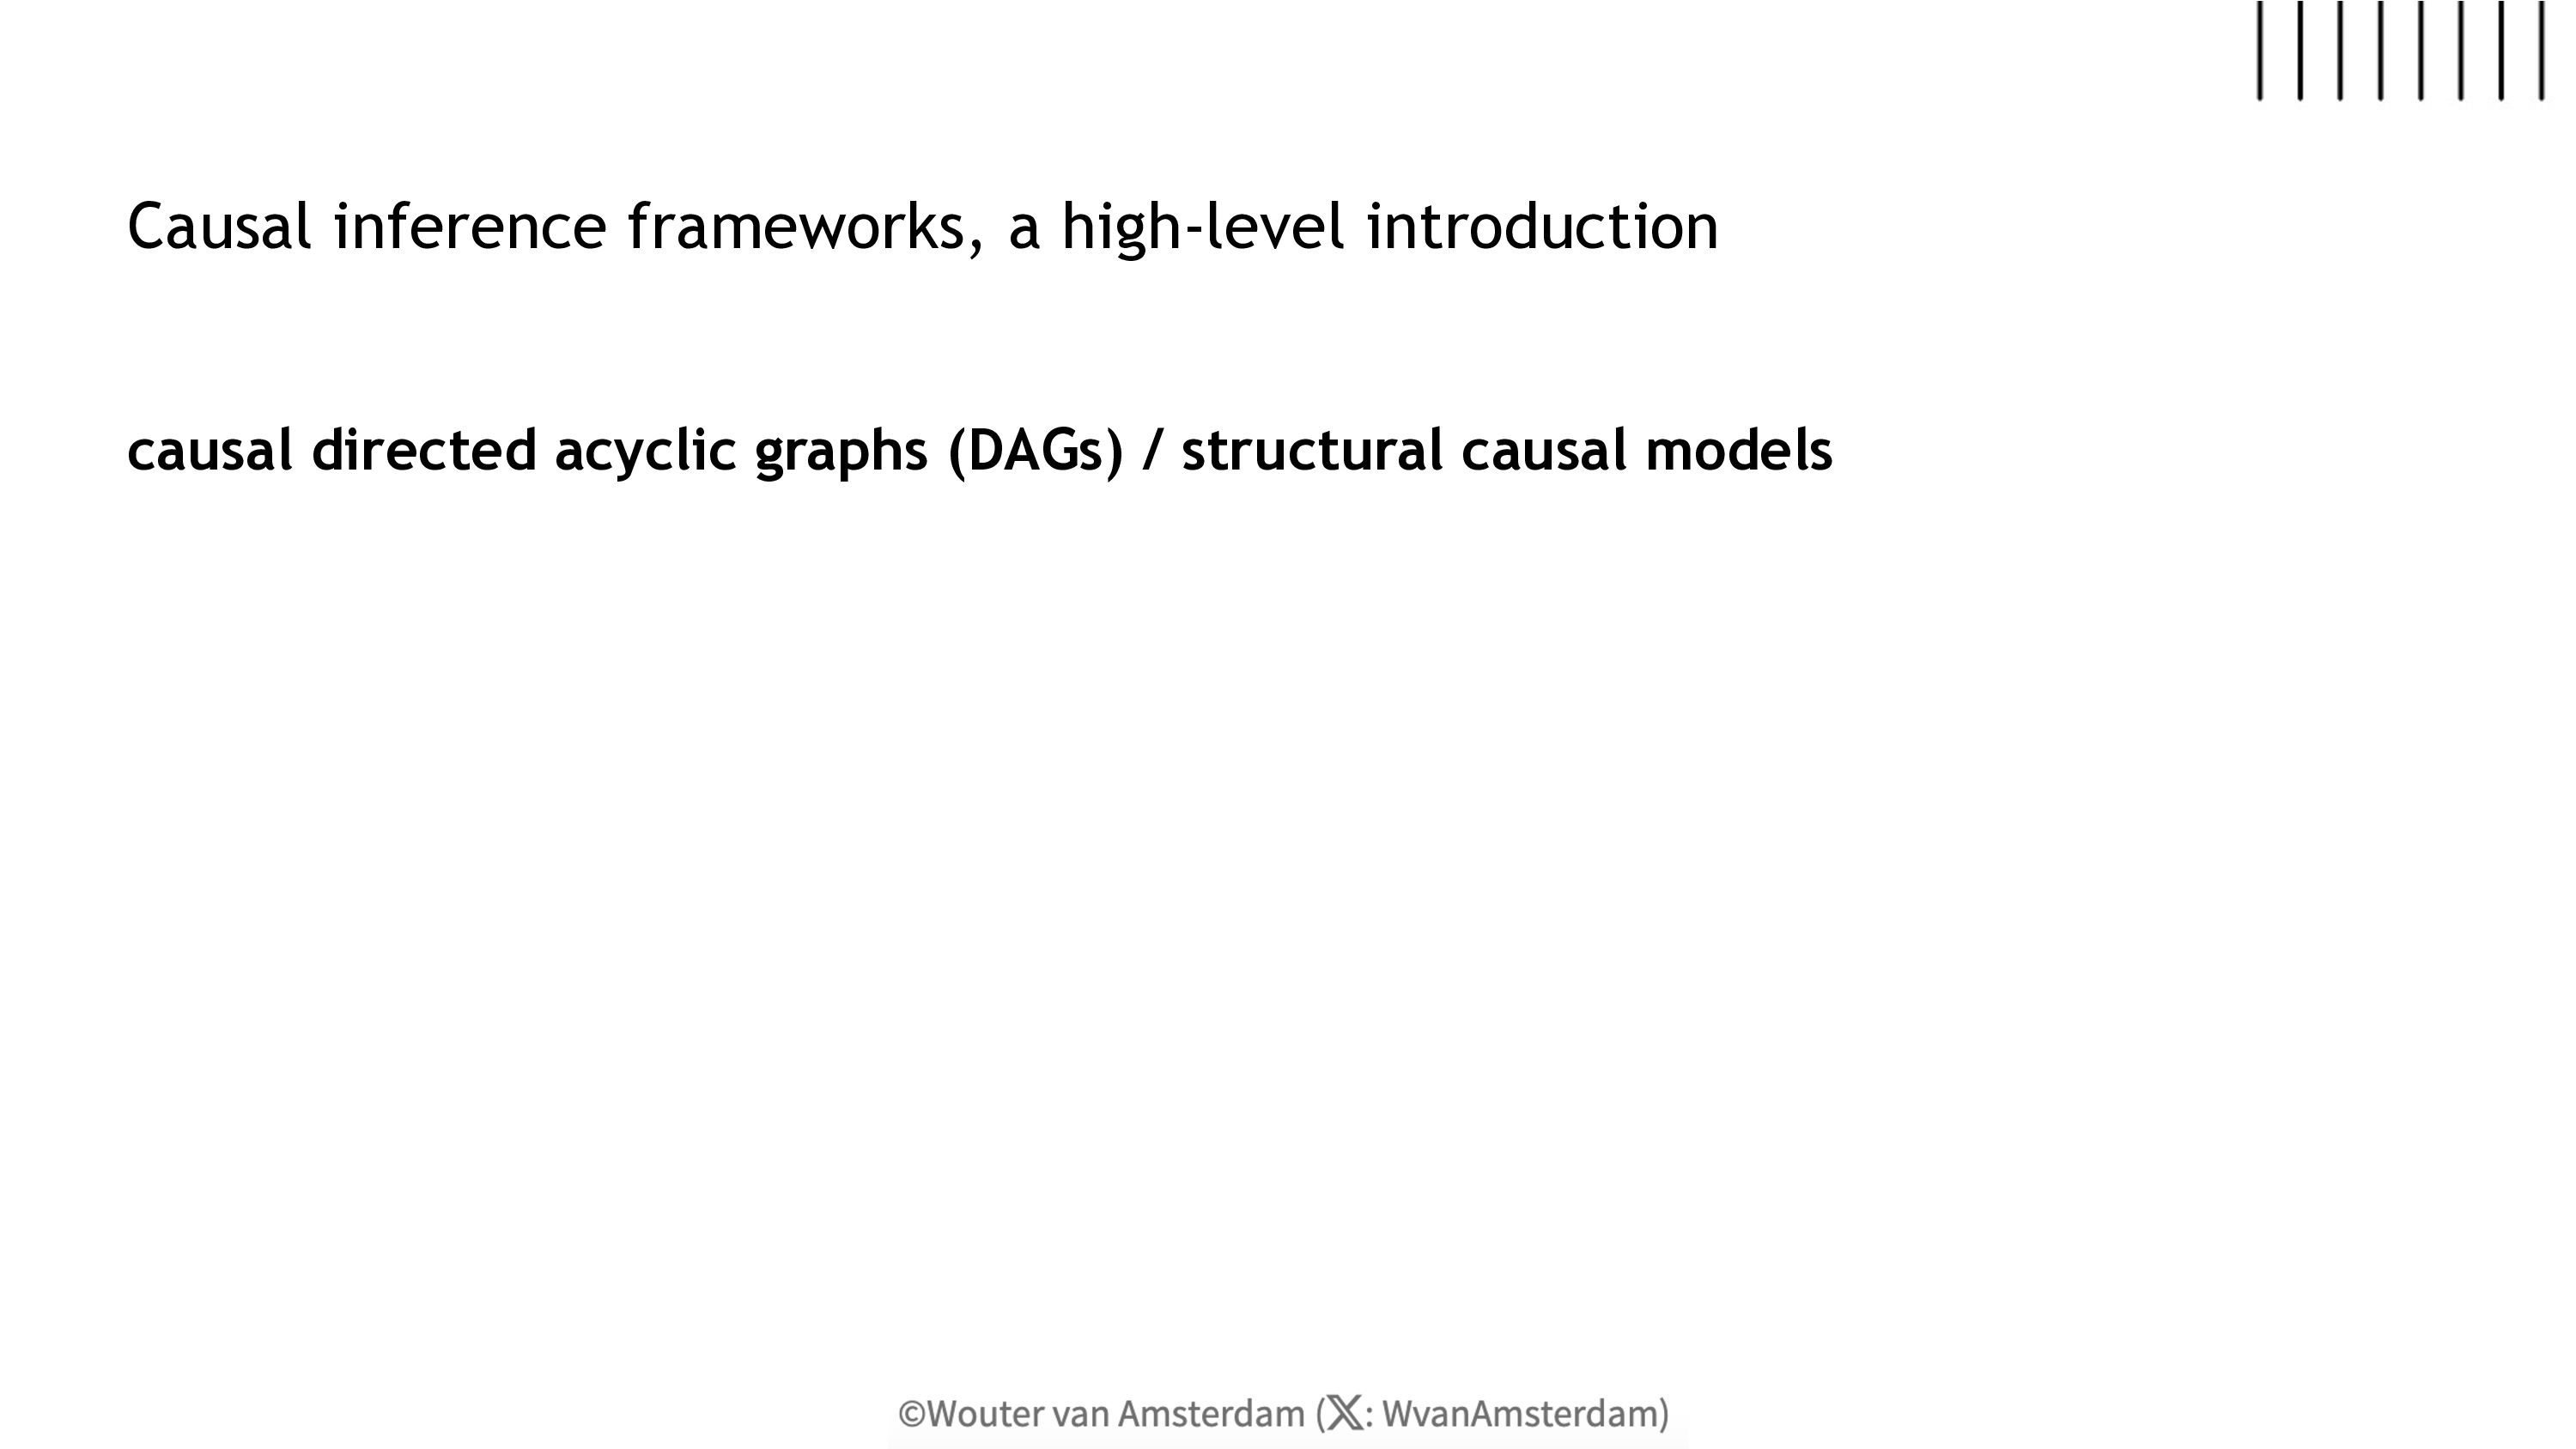 Causal inference frameworks, a high-level introduction
causal directed acyclic graphs (DAGs) / structural causal models
©Wouter van Amsterdam (𝕏: WvanAmsterdam)